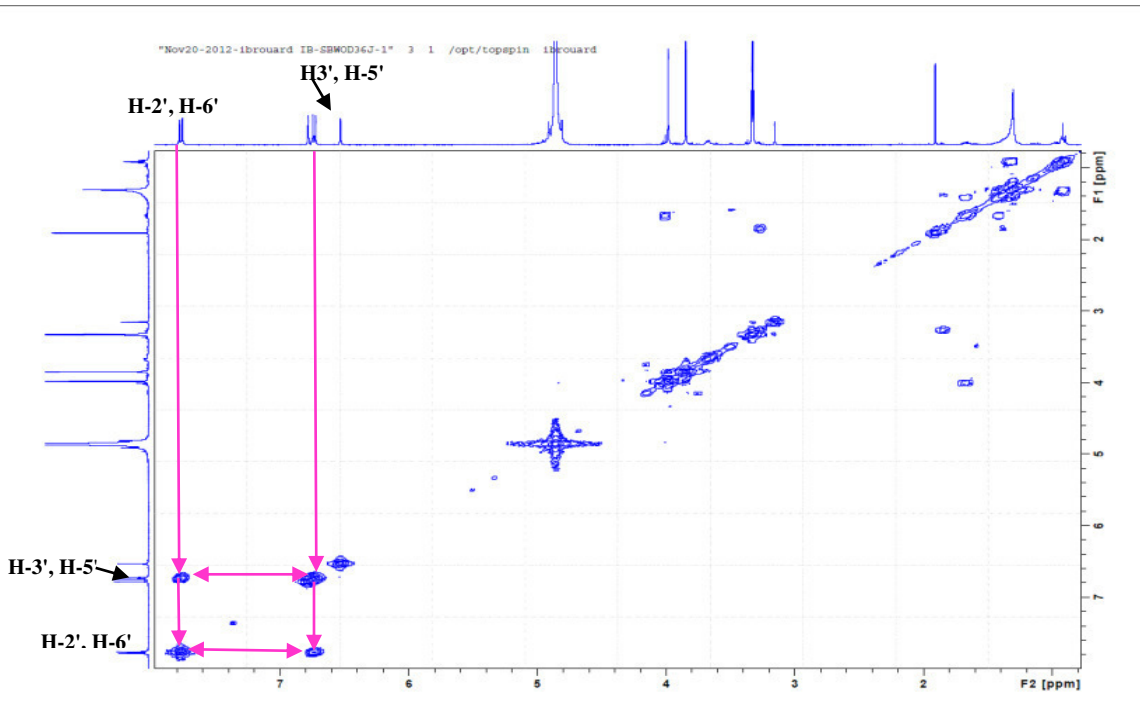 "Nov20-2012-ibrouard IB-SBWOD36J-1" 3 1 /opt/topspin ibrouard
H3', H-5'
H-2', H-6'
F1 [ppm]
2
3
4
5
6
7
H-3', H-5'
H-2', H-6'
7 6 5 4 3 2 F2 [ppm]